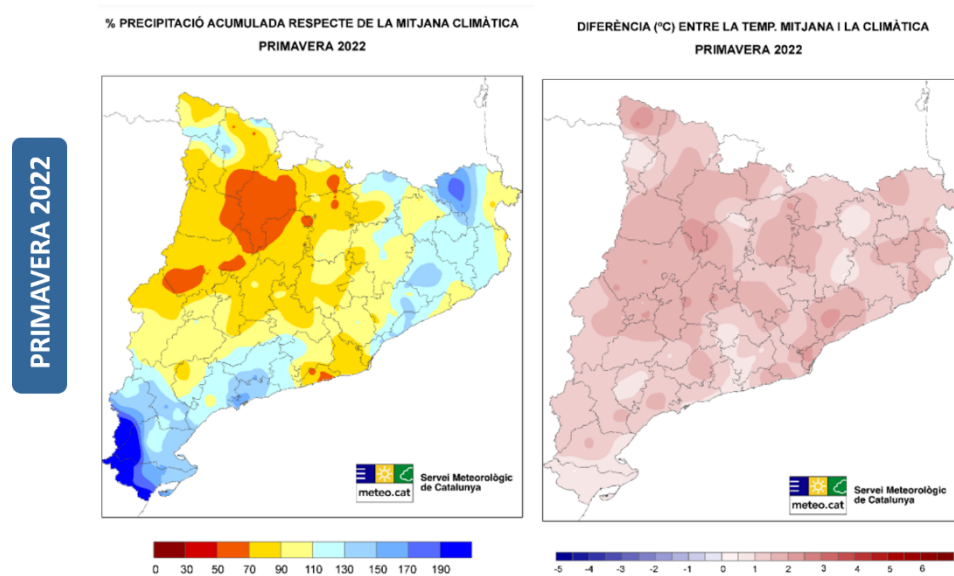 % PRECIPITACIÓ ACUMULADA RESPECTE DE LA MITJANA CLIMÀTICA
PRIMAVERA 2022
DIFERÈNCIA (ºC) ENTRE LA TEMP. MITJANA I LA CLIMÀTICA
PRIMAVERA 2022
PRIMAVERA 2022
meteo.cat
Servei Meteorològic
de Catalunya
meteo.cat
Servei Meteorològic
de Catalunya
0 30 50 70 90 110 130 150 170 190
-5 -4 -3 -2 -1 0 1 2 3 4 5 6